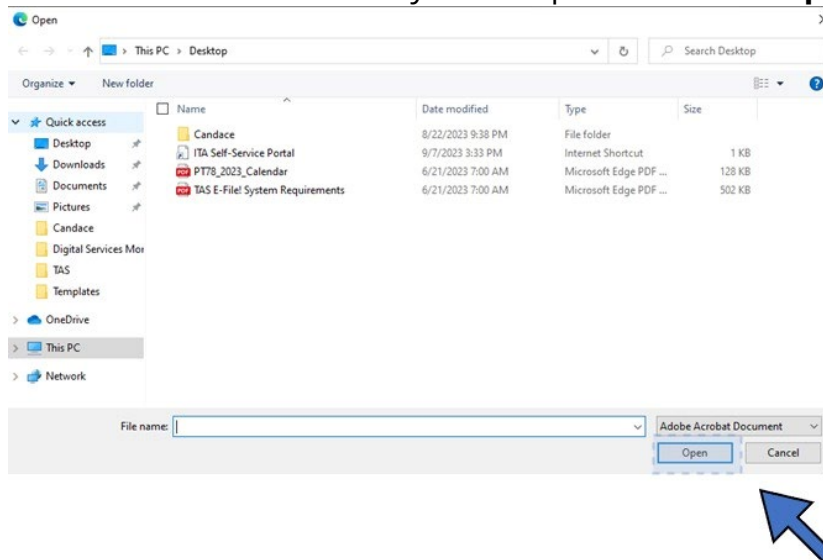 Open
This PC > Desktop
Search Desktop
Organize
New folder
Name Date modified Type Size
Quick access
Desktop
Downloads
Documents
Pictures
Candace
Digital Services Mor
TAS
Templates
OneDrive
This PC
Network
Candace 8/22/2023 9:38 PM File folder
ITA Self-Service Portal 9/7/2023 3:33 PM Internet Shortcut 1 KB
PT78_2023_Calendar 6/21/2023 7:00 AM Microsoft Edge PDF ... 128 KB
TAS E-File! System Requirements 6/21/2023 7:00 AM Microsoft Edge PDF ... 502 KB
File name:
Adobe Acrobat Document
Open Cancel